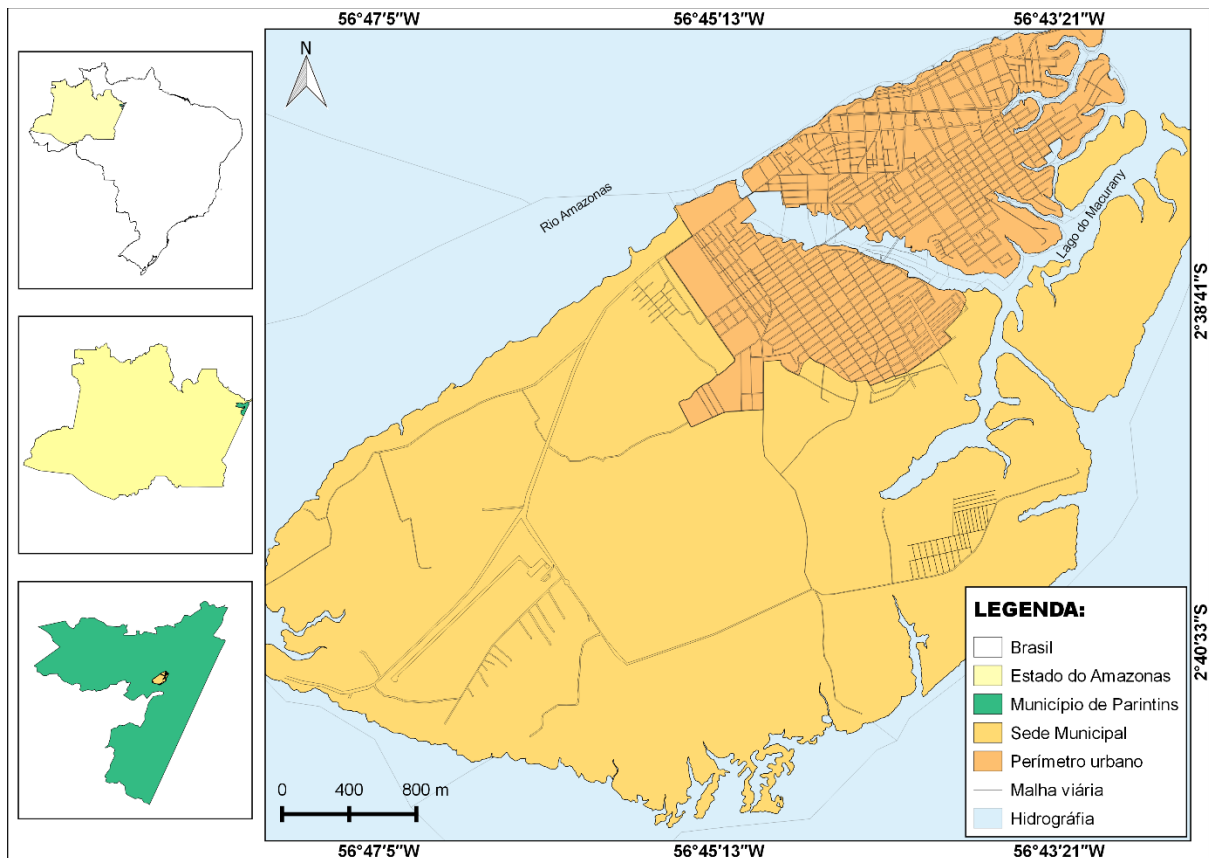 56°47'5"W 56°45'13"W 56°43'21"W
N
Rio Amazonas
Lago do Macurany
2°38'41"S
2°40'33"S
LEGENDA:
Brasil
Estado do Amazonas
Município de Parintins
Sede Municipal
Perímetro urbano
Malha viária
Hidrográfia
0 400 800 m
56°47'5"W 56°45'13"W 56°43'21"W